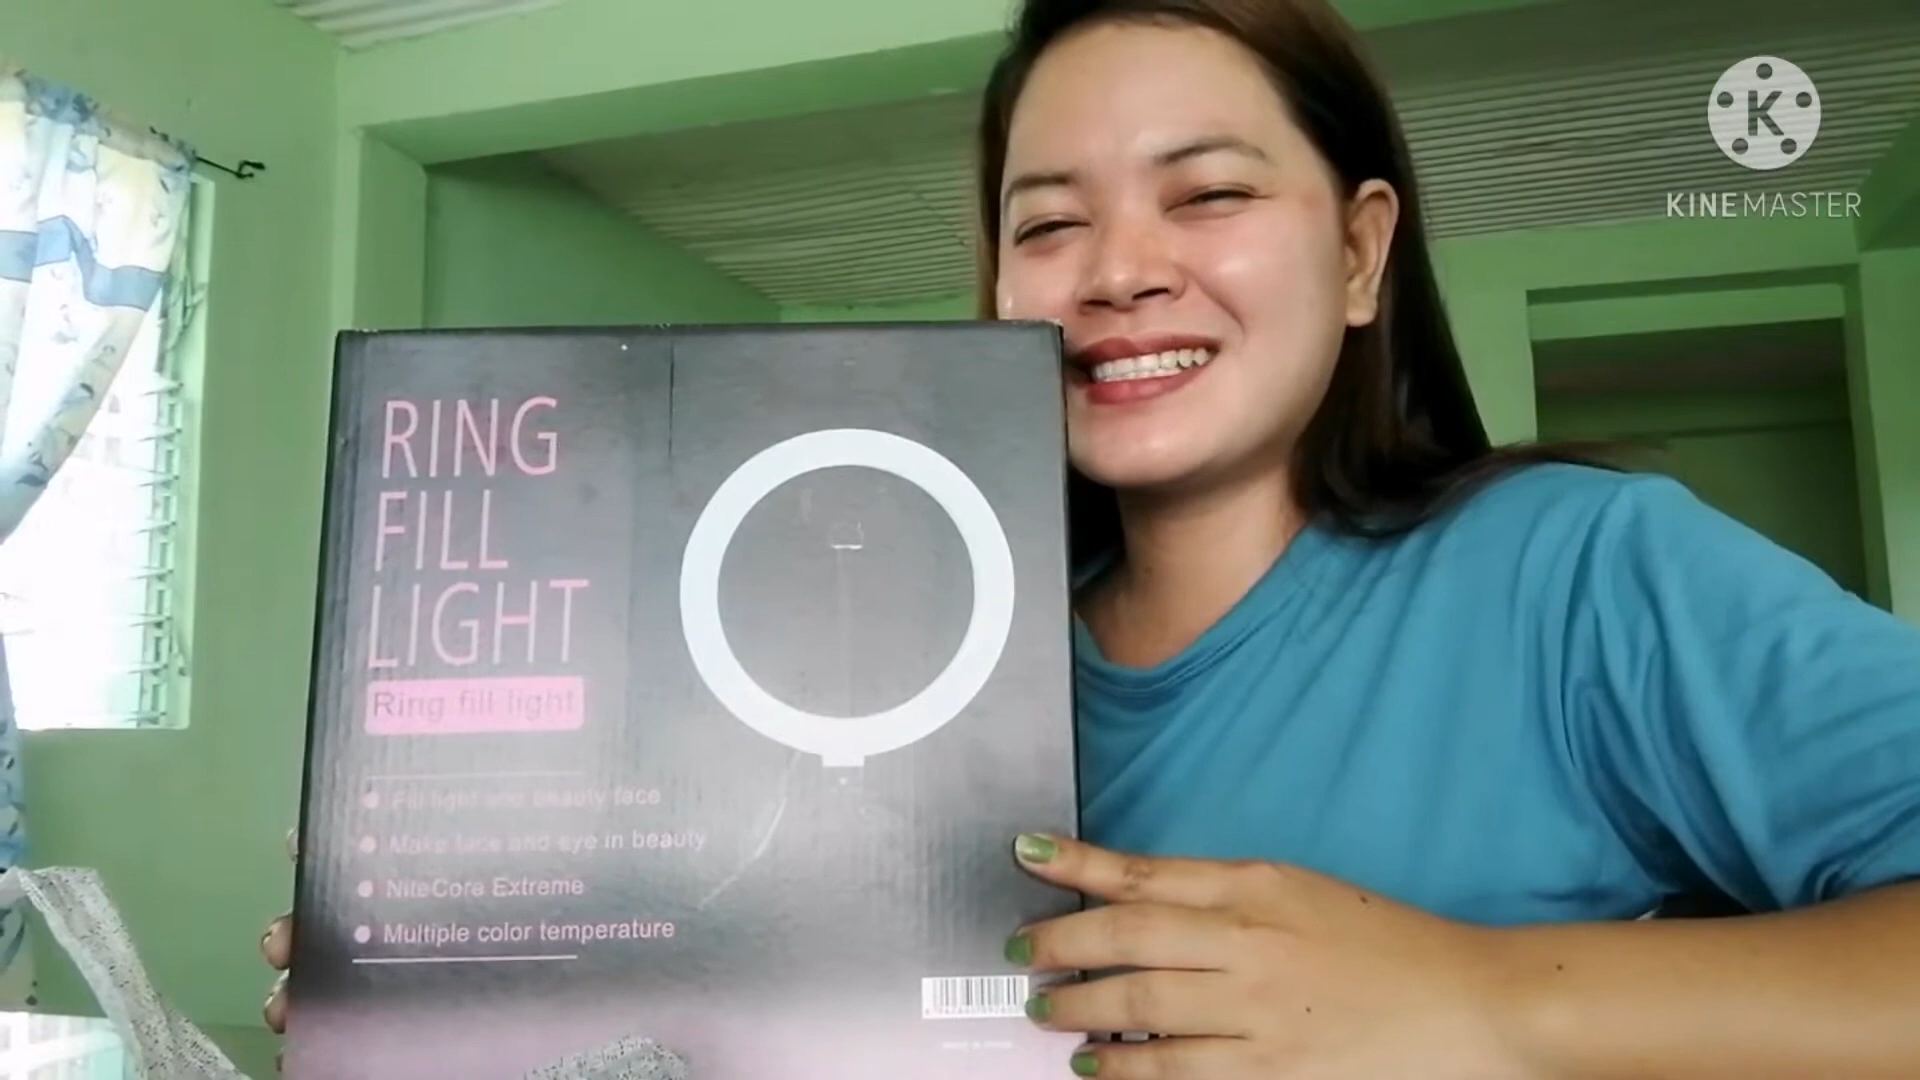 K
KINEMASTER
RING
FILL
LIGHT
Ring fill light
Fill light and beauty face
Make face and eye in beauty
NiteCore Extreme
Multiple color temperature